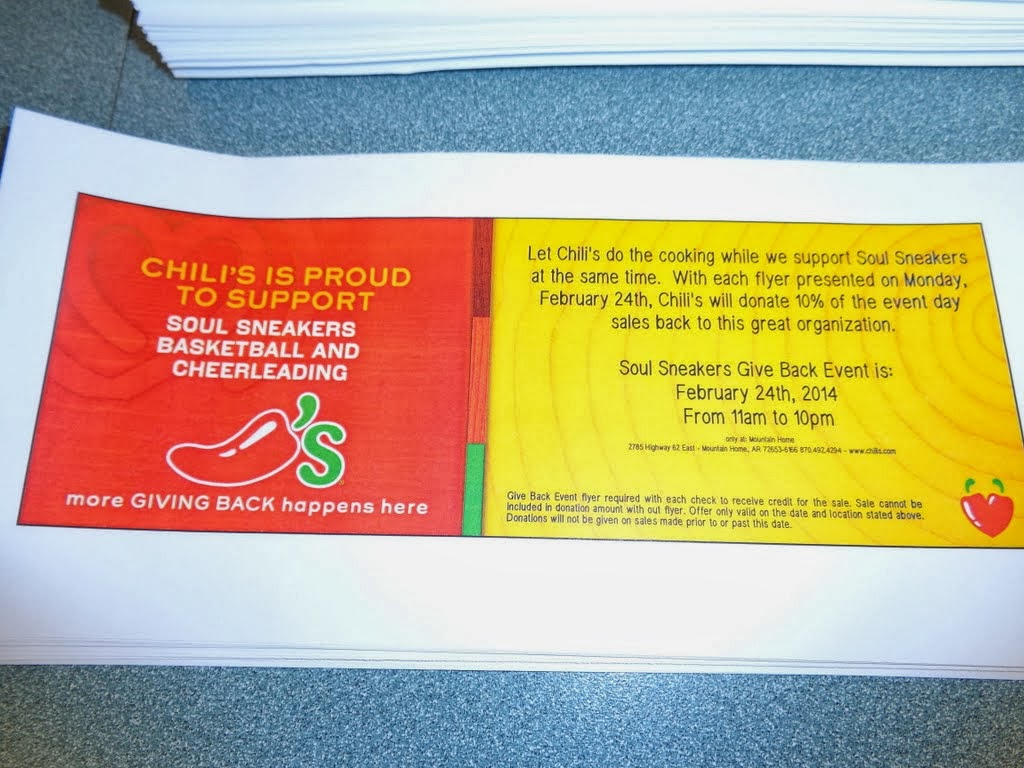 CHILI'S IS PROUD
TO SUPPORT
SOUL SNEAKERS
BASKETBALL AND
CHEERLEADING
'S
more GIVING BACK happens here
Let Chili's do the cooking while we support Soul Sneakers
at the same time. With each flyer presented on Monday,
February 24th, Chili's will donate 10% of the event day
sales back to this great organization.
Soul Sneakers Give Back Event is:
February 24th, 2014
From 11am to 10pm
only at: Mountain Home
2785 Highway 62 East - Mountain Home, AR 72653-6166 870.492.4294 - www.chilis.com
Give Back Event flyer required with each check to receive credit for the sale. Sale cannot be
included in donation amount with out flyer. Offer only valid on the date and location stated above.
Donations will not be given on sales made prior to or past this date.